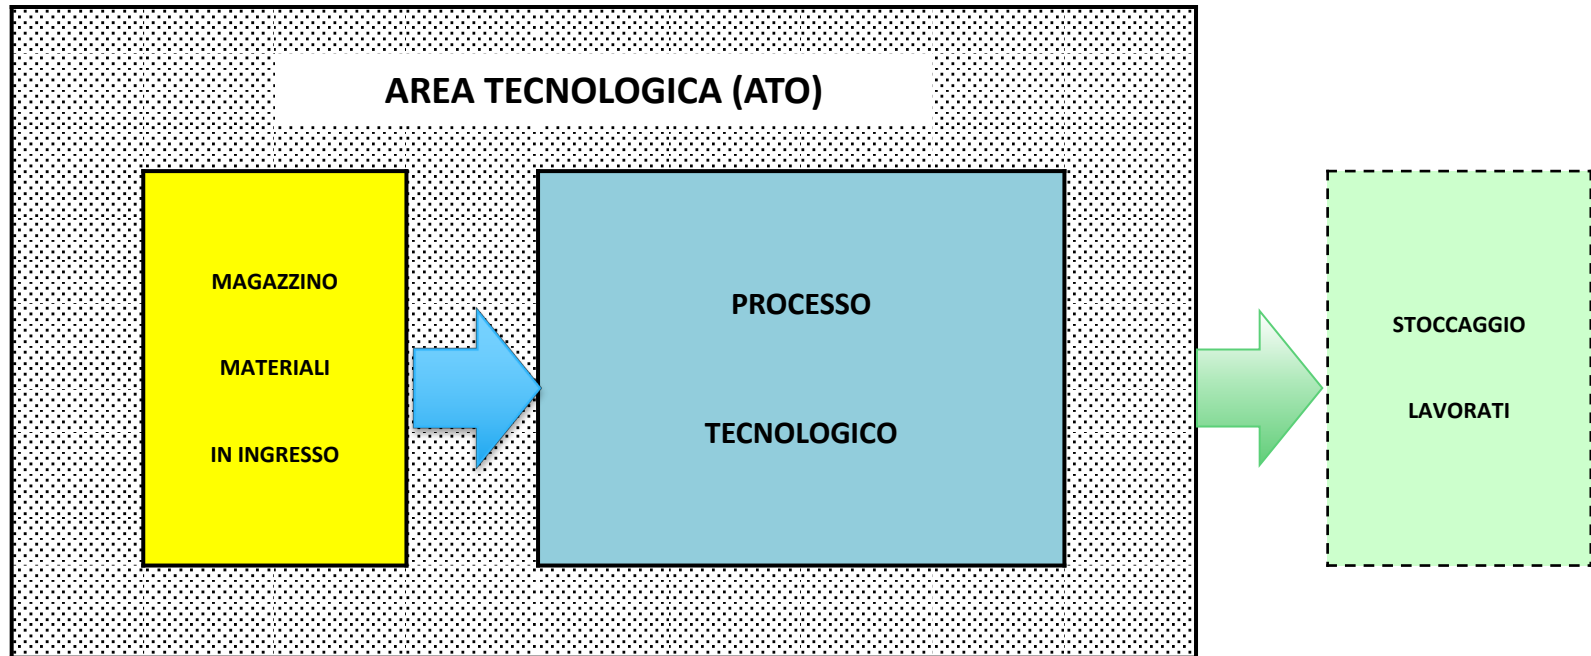 AREA TECNOLOGICA (ATO)
MAGAZZINO
MATERIALI
IN INGRESSO
PROCESSO
TECNOLOGICO
STOCCAGGIO
LAVORATI